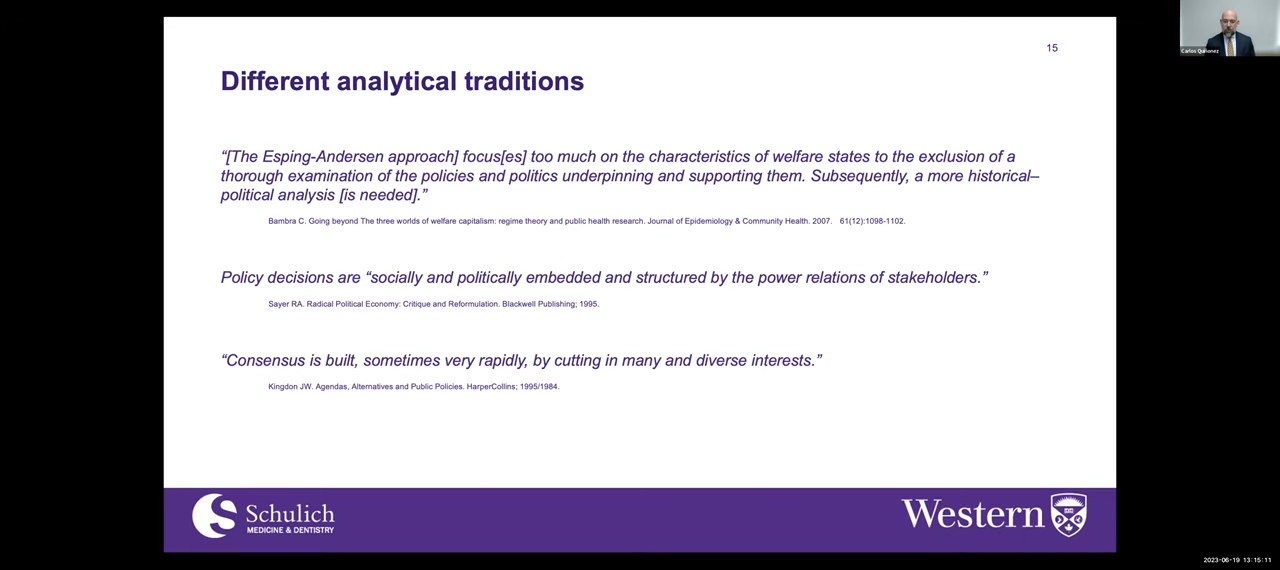 Carlos Quiñonez
15
Different analytical traditions
“[The Esping-Andersen approach] focus[es] too much on the characteristics of welfare states to the exclusion of a
thorough examination of the policies and politics underpinning and supporting them. Subsequently, a more historical–
political analysis [is needed].”
Bambra C. Going beyond The three worlds of welfare capitalism: regime theory and public health research. Journal of Epidemiology & Community Health. 2007. 61(12):1098-1102.
Policy decisions are “socially and politically embedded and structured by the power relations of stakeholders.”
Sayer RA. Radical Political Economy: Critique and Reformulation. Blackwell Publishing; 1995.
“Consensus is built, sometimes very rapidly, by cutting in many and diverse interests.”
Kingdon JW. Agendas, Alternatives and Public Policies. HarperCollins; 1995/1984.
Schulich
MEDICINE & DENTISTRY
Western
2023-06-19 13:15:11